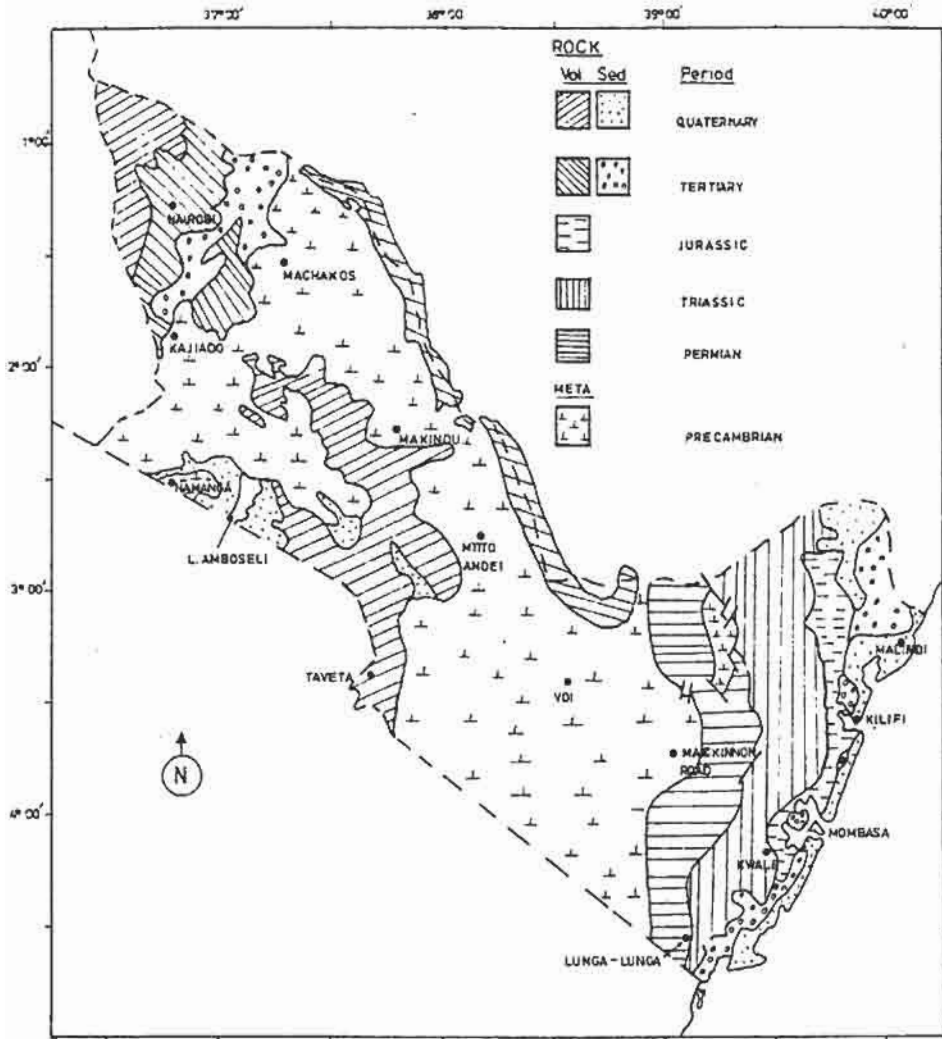 37°00' 38°00' 39°00' 40°00'
ROCK
Vol Sed Period
QUATERNARY
1°00'
TERTIARY
NAIROBI
JURASSIC
MACHAKOS
TRIASSIC
KAJIADO
PERMIAN
2°00'
META
MAKINDU
PRECAMBRIAN
NAMANGA
L. AMBOSELI
MTITO
ANDEI
3°00'
MALINDI
TAVETA
VOI
KILIFI
MACKINNON
ROAD
N
4°00'
MOMBASA
KWALE
LUNGA-LUNGA